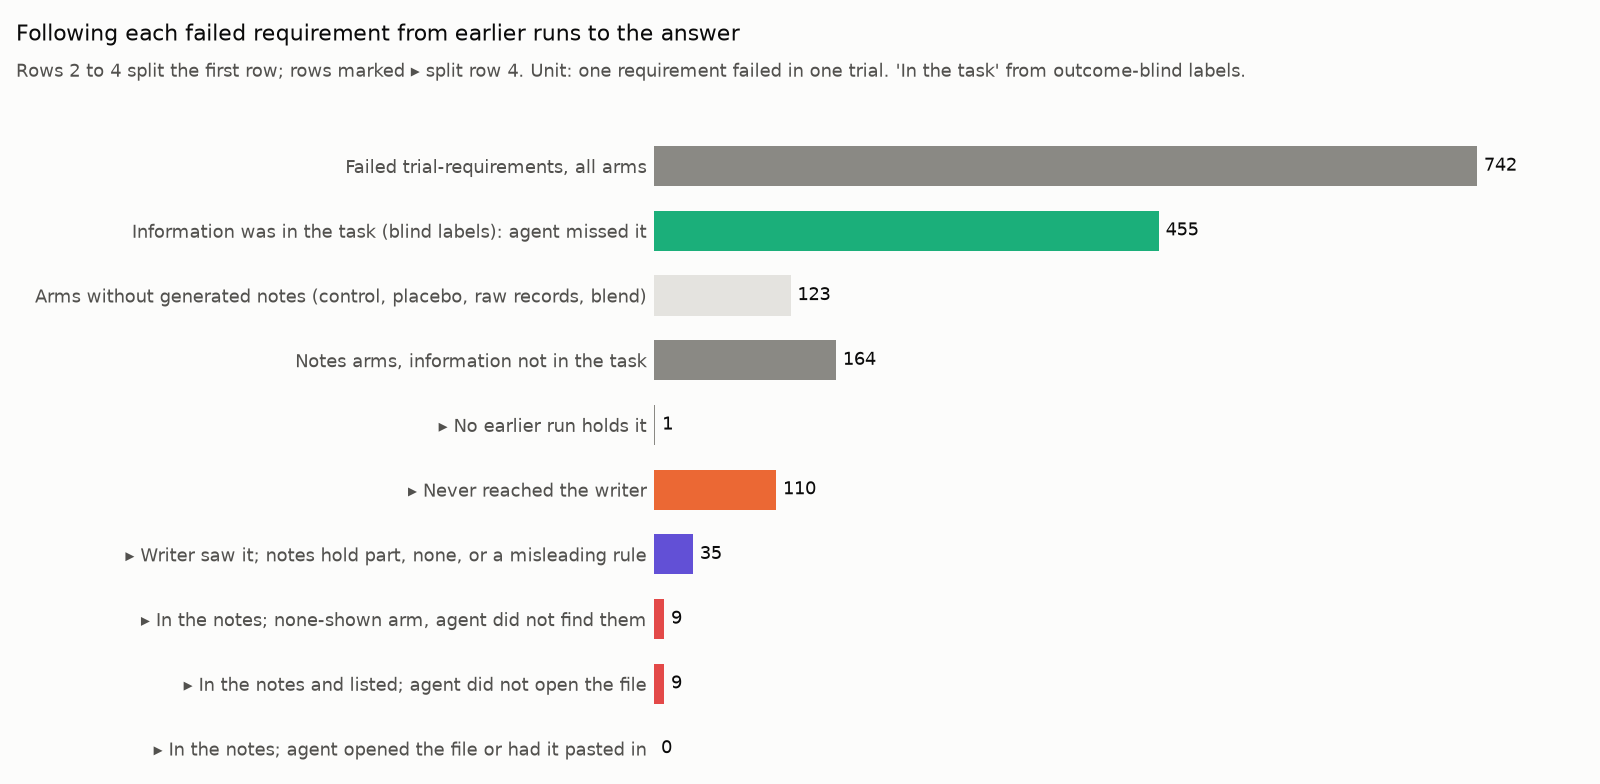 Following each failed requirement from earlier runs to the answer
Rows 2 to 4 split the first row; rows marked ▸ split row 4. Unit: one requirement failed in one trial. 'In the task' from outcome-blind labels.
Failed trial-requirements, all arms 742
Information was in the task (blind labels): agent missed it 455
Arms without generated notes (control, placebo, raw records, blend) 123
Notes arms, information not in the task 164
▸ No earlier run holds it 1
▸ Never reached the writer 110
▸ Writer saw it; notes hold part, none, or a misleading rule 35
▸ In the notes; none-shown arm, agent did not find them 9
▸ In the notes and listed; agent did not open the file 9
▸ In the notes; agent opened the file or had it pasted in 0